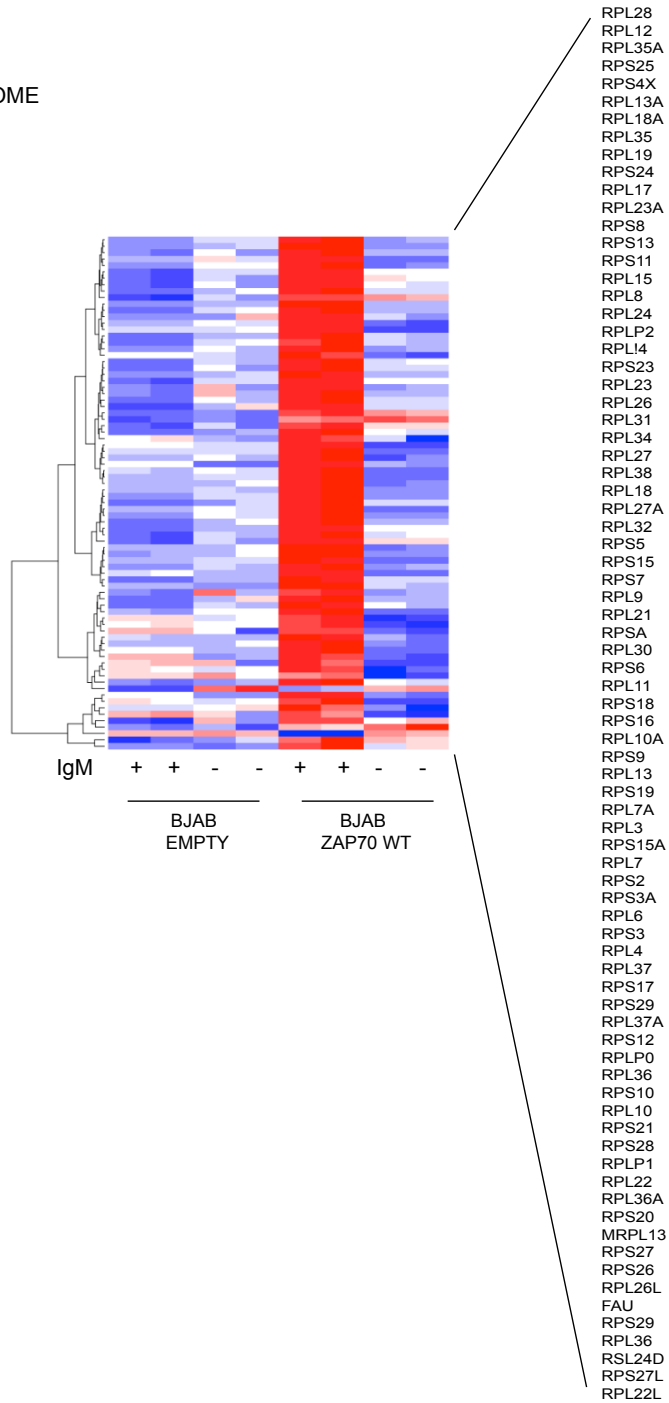 OME
IgM + + - - + + - -
BJAB
EMPTY
BJAB
ZAP70 WT
RPL28
RPL12
RPL35A
RPS25
RPS4X
RPL13A
RPL18A
RPL35
RPL19
RPS24
RPL17
RPL23A
RPS8
RPS13
RPS11
RPL15
RPL8
RPL24
RPLP2
RPL!4
RPS23
RPL23
RPL26
RPL31
RPL34
RPL27
RPL38
RPL18
RPL27A
RPL32
RPS5
RPS15
RPS7
RPL9
RPL21
RPSA
RPL30
RPS6
RPL11
RPS18
RPS16
RPL10A
RPS9
RPL13
RPS19
RPL7A
RPL3
RPS15A
RPL7
RPS2
RPS3A
RPL6
RPS3
RPL4
RPL37
RPS17
RPS29
RPL37A
RPS12
RPLP0
RPL36
RPS10
RPL10
RPS21
RPS28
RPLP1
RPL22
RPL36A
RPS20
MRPL13
RPS27
RPS26
RPL26L
FAU
RPS29
RPL36
RSL24D
RPS27L
RPL22L